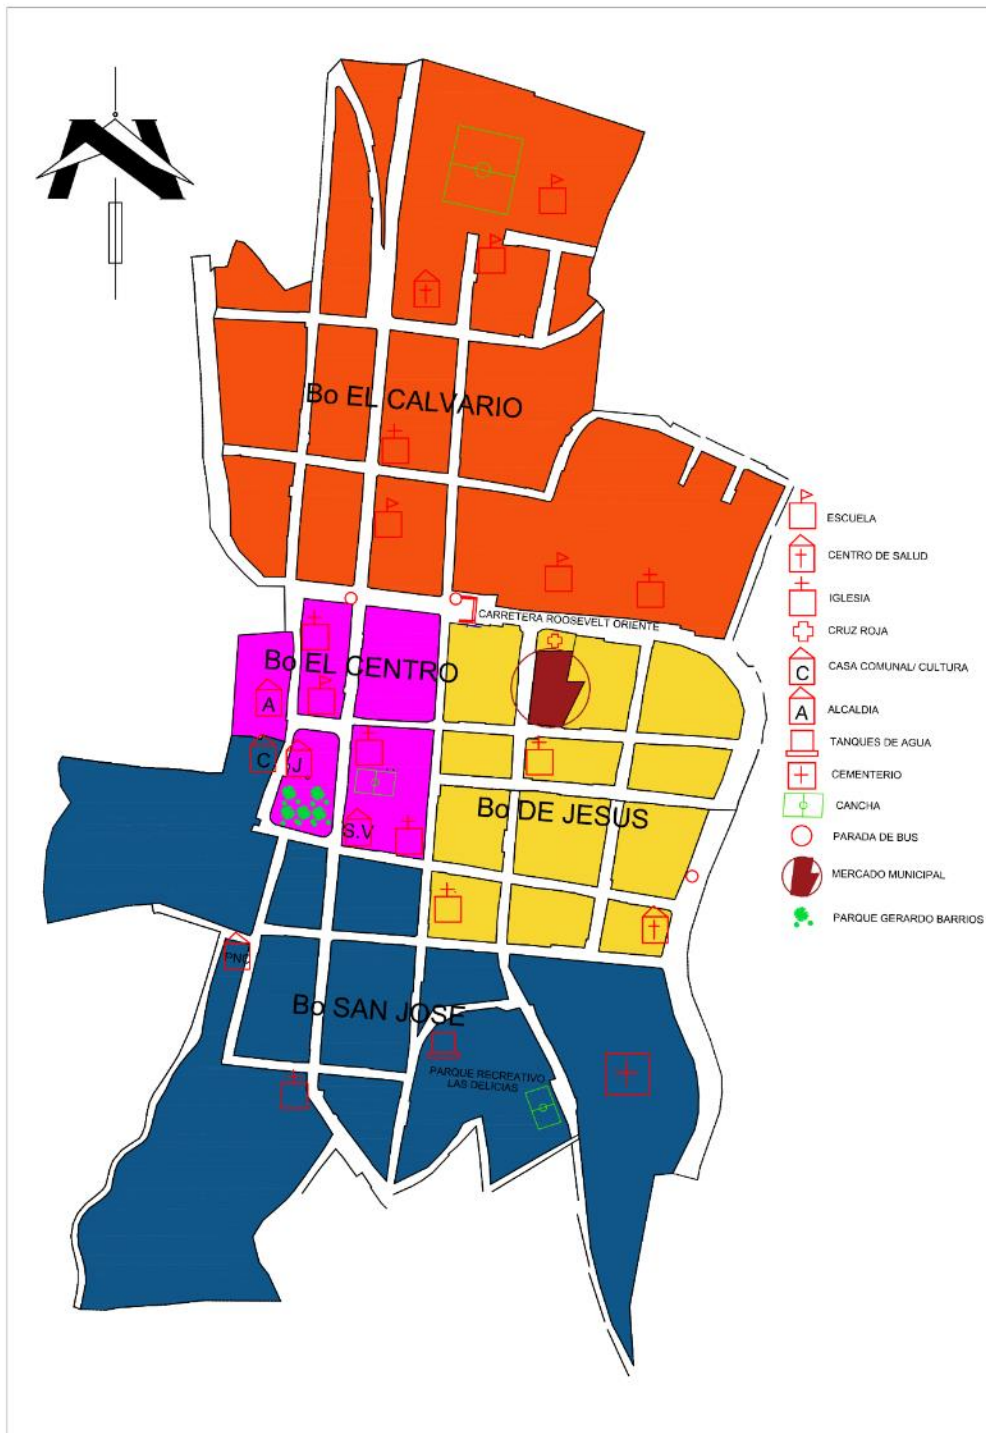 Bo EL CALVARIO
ESCUELA
CENTRO DE SALUD
IGLESIA
CARRETERA ROOSEVELT ORIENTE
CRUZ ROJA
Bo EL CENTRO
C
CASA COMUNAL/ CULTURA
A
A
ALCALDIA
TANQUES DE AGUA
C
J
CEMENTERIO
CANCHA
Bo DE JESUS
S.V
PARADA DE BUS
MERCADO MUNICIPAL
PARQUE GERARDO BARRIOS
PNC
Bo SAN JOSE
PARQUE RECREATIVO
LAS DELICIAS